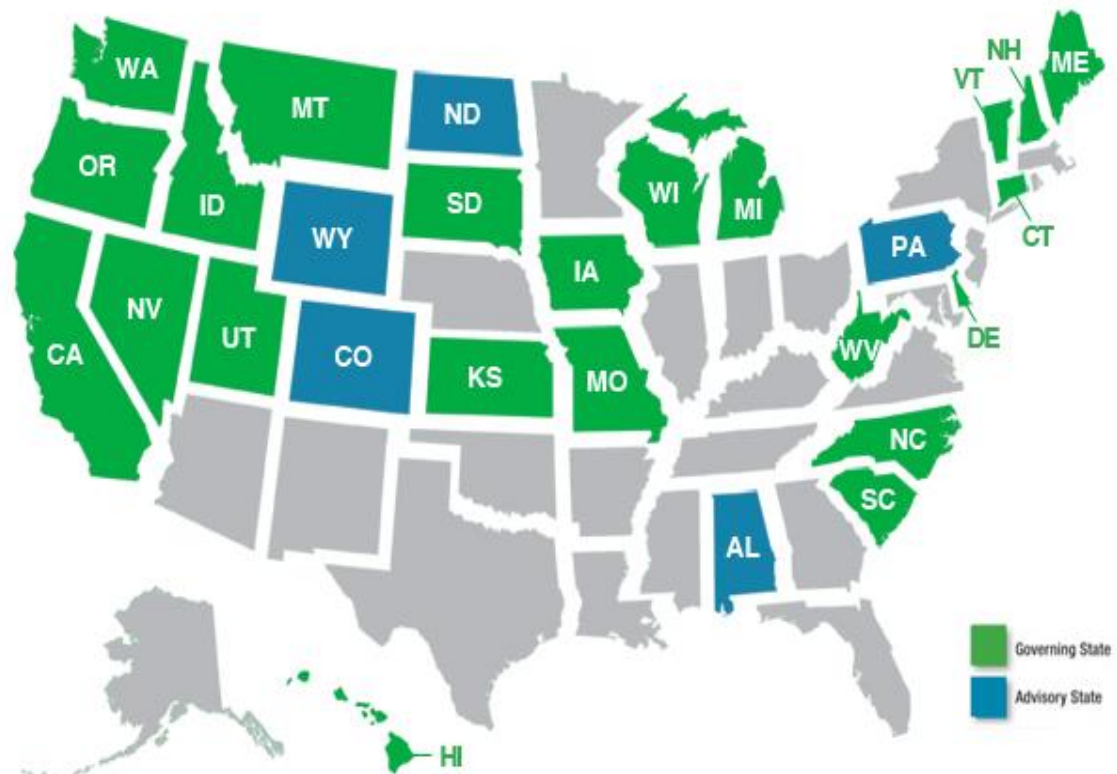 WA
MT
ND
NH
ME
VT
OR
ID
SD
WI
MI
WY
CT
PA
IA
NV
UT
CA
CO
KS
MO
WV
DE
NC
SC
AL
Governing State
Advisory State
HI